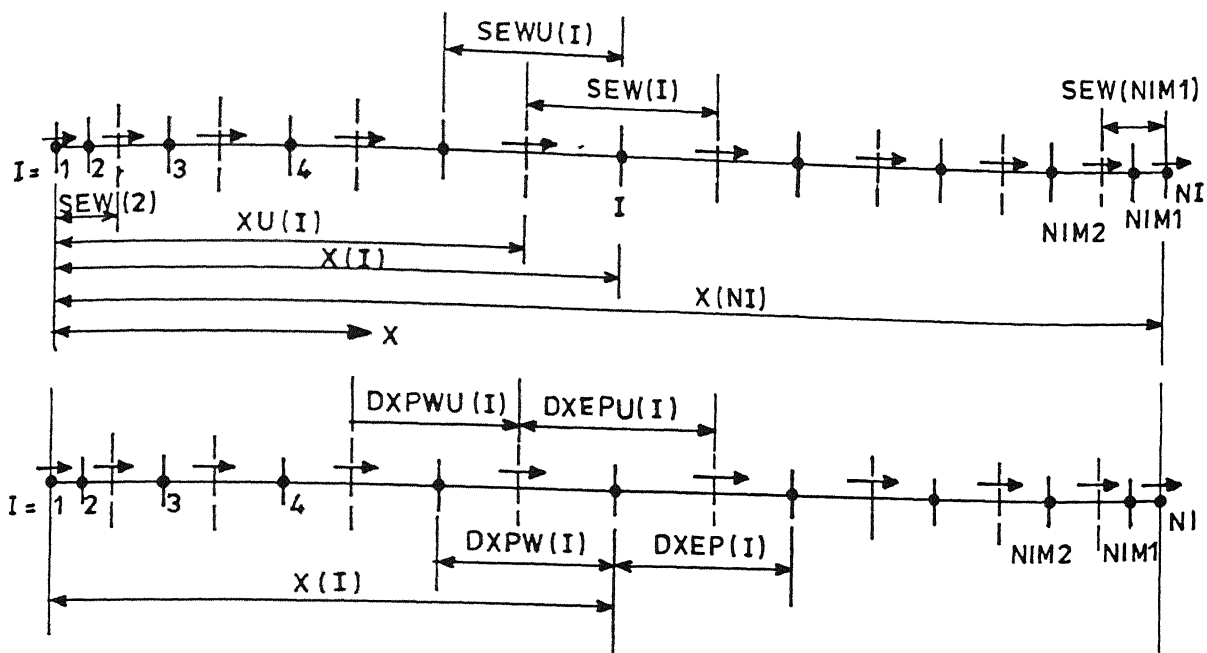 SEWU(I)
SEW(I)
SEW(NIM1)
I= 1 2 3 4 I NIM2 NIM1 NI
SEW(2)
XU(I)
X(I)
X(NI)
X
DXPWU(I) DXEPU(I)
I= 1 2 3 4 NIM2 NIM1 NI
DXPW(I) DXEP(I)
X(I)